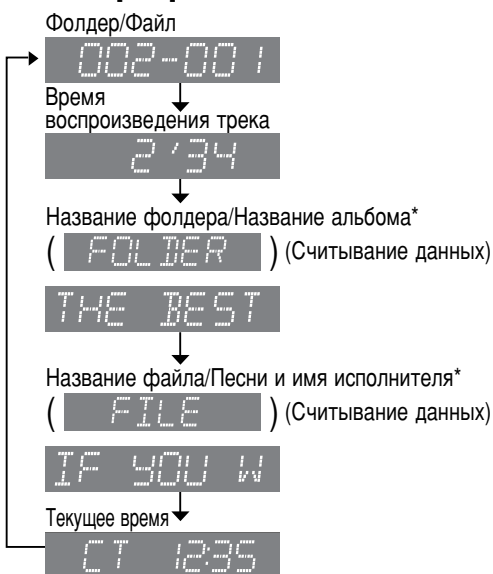 Фолдер/Файл
002-001
Время
воспроизведения трека
2'34
Название фолдера/Название альбома*
( FOLDER ) (Считывание данных)
THE BEST
Название файла/Песни и имя исполнителя*
( FILE ) (Считывание данных)
IF YOU W
Текущее время
CT 12:35